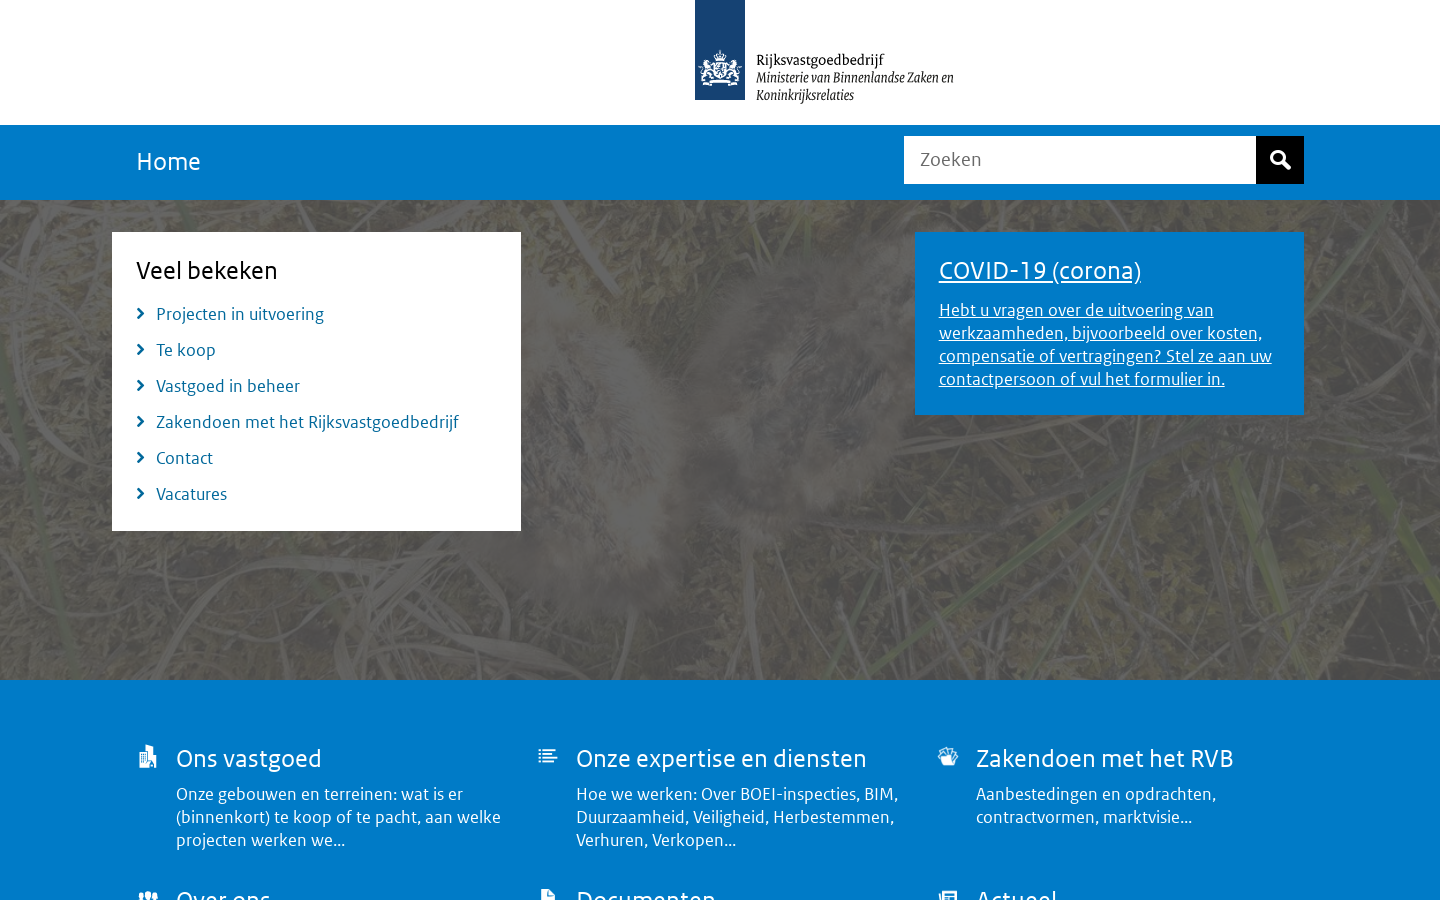 Rijksvastgoedbedrijf
Ministerie van Binnenlandse Zaken en
Koninkrijksrelaties
Home
Zoeken
Veel bekeken
Projecten in uitvoering
Te koop
Vastgoed in beheer
Zakendoen met het Rijksvastgoedbedrijf
Contact
Vacatures
COVID-19 (corona)
Hebt u vragen over de uitvoering van
werkzaamheden, bijvoorbeeld over kosten,
compensatie of vertragingen? Stel ze aan uw
contactpersoon of vul het formulier in.
Ons vastgoed
Onze gebouwen en terreinen: wat is er
(binnenkort) te koop of te pacht, aan welke
projecten werken we...
Onze expertise en diensten
Hoe we werken: Over BOEI-inspecties, BIM,
Duurzaamheid, Veiligheid, Herbestemmen,
Verhuren, Verkopen...
Zakendoen met het RVB
Aanbestedingen en opdrachten,
contractvormen, marktvisie...
Over ons
Documenten
Actueel